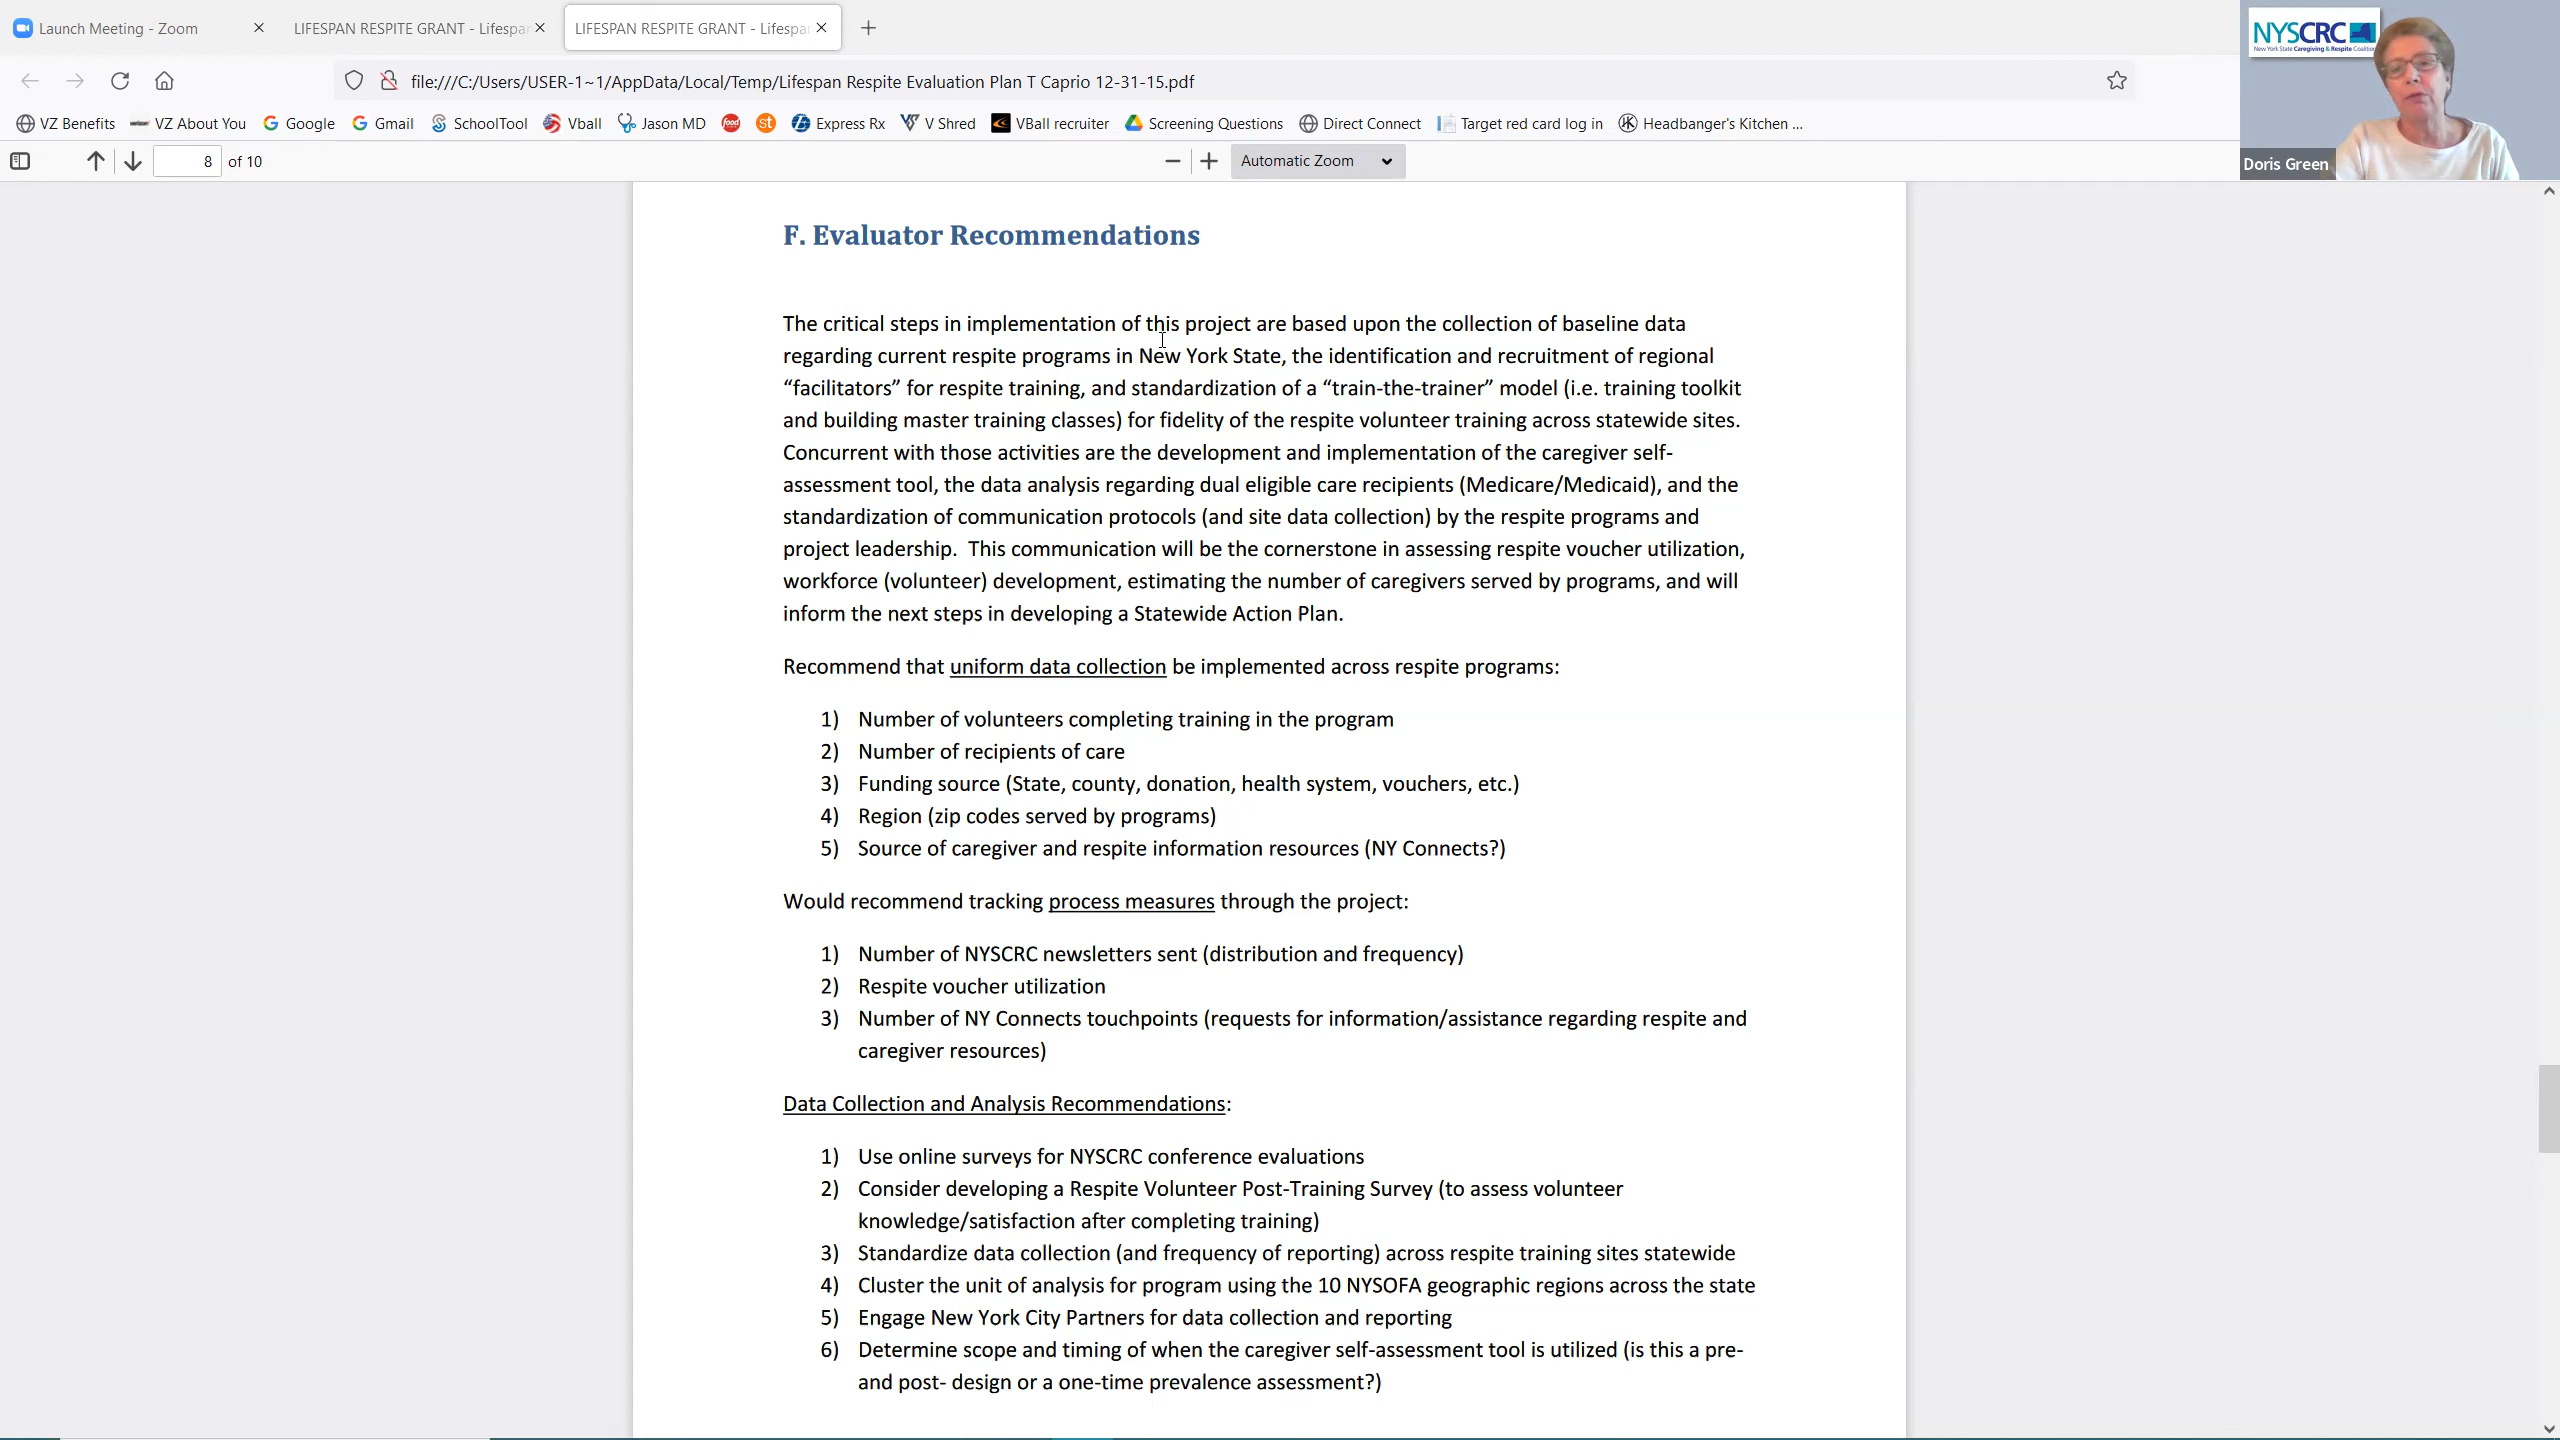 Launch Meeting - Zoom
LIFESPAN RESPITE GRANT - Lifespan
LIFESPAN RESPITE GRANT - Lifespa
NYSCRC
New York State Caregiving & Respite Coalition
file:///C:/Users/USER-1~1/AppData/Local/Temp/Lifespan Respite Evaluation Plan T Caprio 12-31-15.pdf
VZ Benefits
VZ About You
Google
Gmail
SchoolTool
Vball
Jason MD
food
st
Express Rx
V Shred
VBall recruiter
Screening Questions
Direct Connect
Target red card log in
Headbanger's Kitchen ...
8 of 10
Automatic Zoom
Doris Green
F. Evaluator Recommendations
The critical steps in implementation of this project are based upon the collection of baseline data
regarding current respite programs in New York State, the identification and recruitment of regional
“facilitators” for respite training, and standardization of a “train-the-trainer” model (i.e. training toolkit
and building master training classes) for fidelity of the respite volunteer training across statewide sites.
Concurrent with those activities are the development and implementation of the caregiver self-
assessment tool, the data analysis regarding dual eligible care recipients (Medicare/Medicaid), and the
standardization of communication protocols (and site data collection) by the respite programs and
project leadership.  This communication will be the cornerstone in assessing respite voucher utilization,
workforce (volunteer) development, estimating the number of caregivers served by programs, and will
inform the next steps in developing a Statewide Action Plan.
Recommend that uniform data collection be implemented across respite programs:
1) Number of volunteers completing training in the program
2) Number of recipients of care
3) Funding source (State, county, donation, health system, vouchers, etc.)
4) Region (zip codes served by programs)
5) Source of caregiver and respite information resources (NY Connects?)
Would recommend tracking process measures through the project:
1) Number of NYSCRC newsletters sent (distribution and frequency)
2) Respite voucher utilization
3) Number of NY Connects touchpoints (requests for information/assistance regarding respite and
caregiver resources)
Data Collection and Analysis Recommendations:
1) Use online surveys for NYSCRC conference evaluations
2) Consider developing a Respite Volunteer Post-Training Survey (to assess volunteer
knowledge/satisfaction after completing training)
3) Standardize data collection (and frequency of reporting) across respite training sites statewide
4) Cluster the unit of analysis for program using the 10 NYSOFA geographic regions across the state
5) Engage New York City Partners for data collection and reporting
6) Determine scope and timing of when the caregiver self-assessment tool is utilized (is this a pre-
and post- design or a one-time prevalence assessment?)